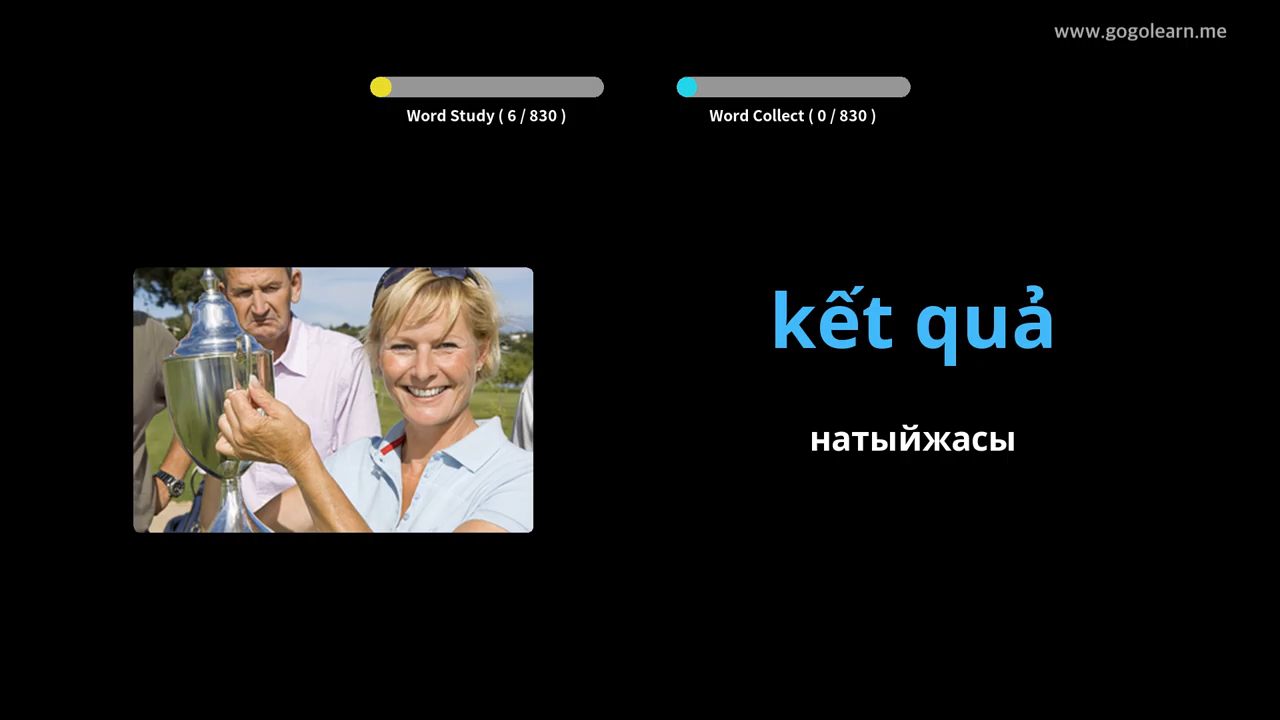 www.gogolearn.me
Word Study ( 6 / 830 )
Word Collect ( 0 / 830 )
kết quả
натыйжасы